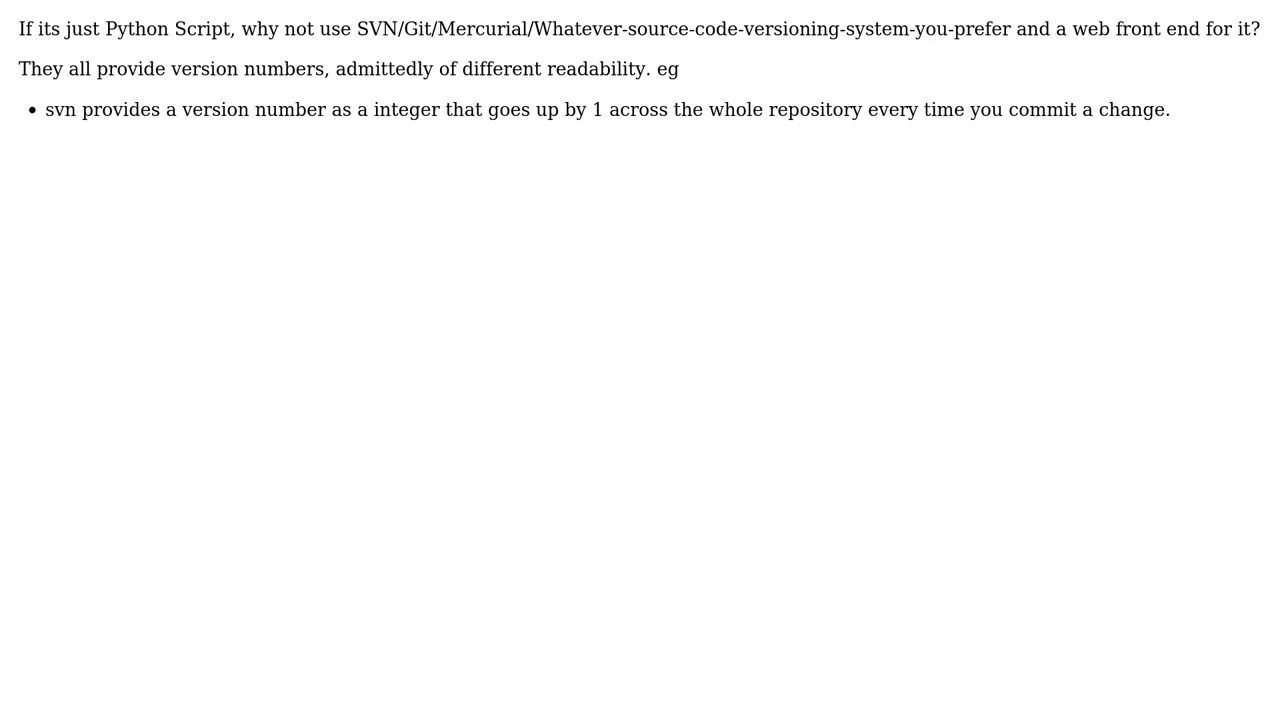 If its just Python Script, why not use SVN/Git/Mercurial/Whatever-source-code-versioning-system-you-prefer and a web front end for it?
They all provide version numbers, admittedly of different readability. eg
• svn provides a version number as a integer that goes up by 1 across the whole repository every time you commit a change.